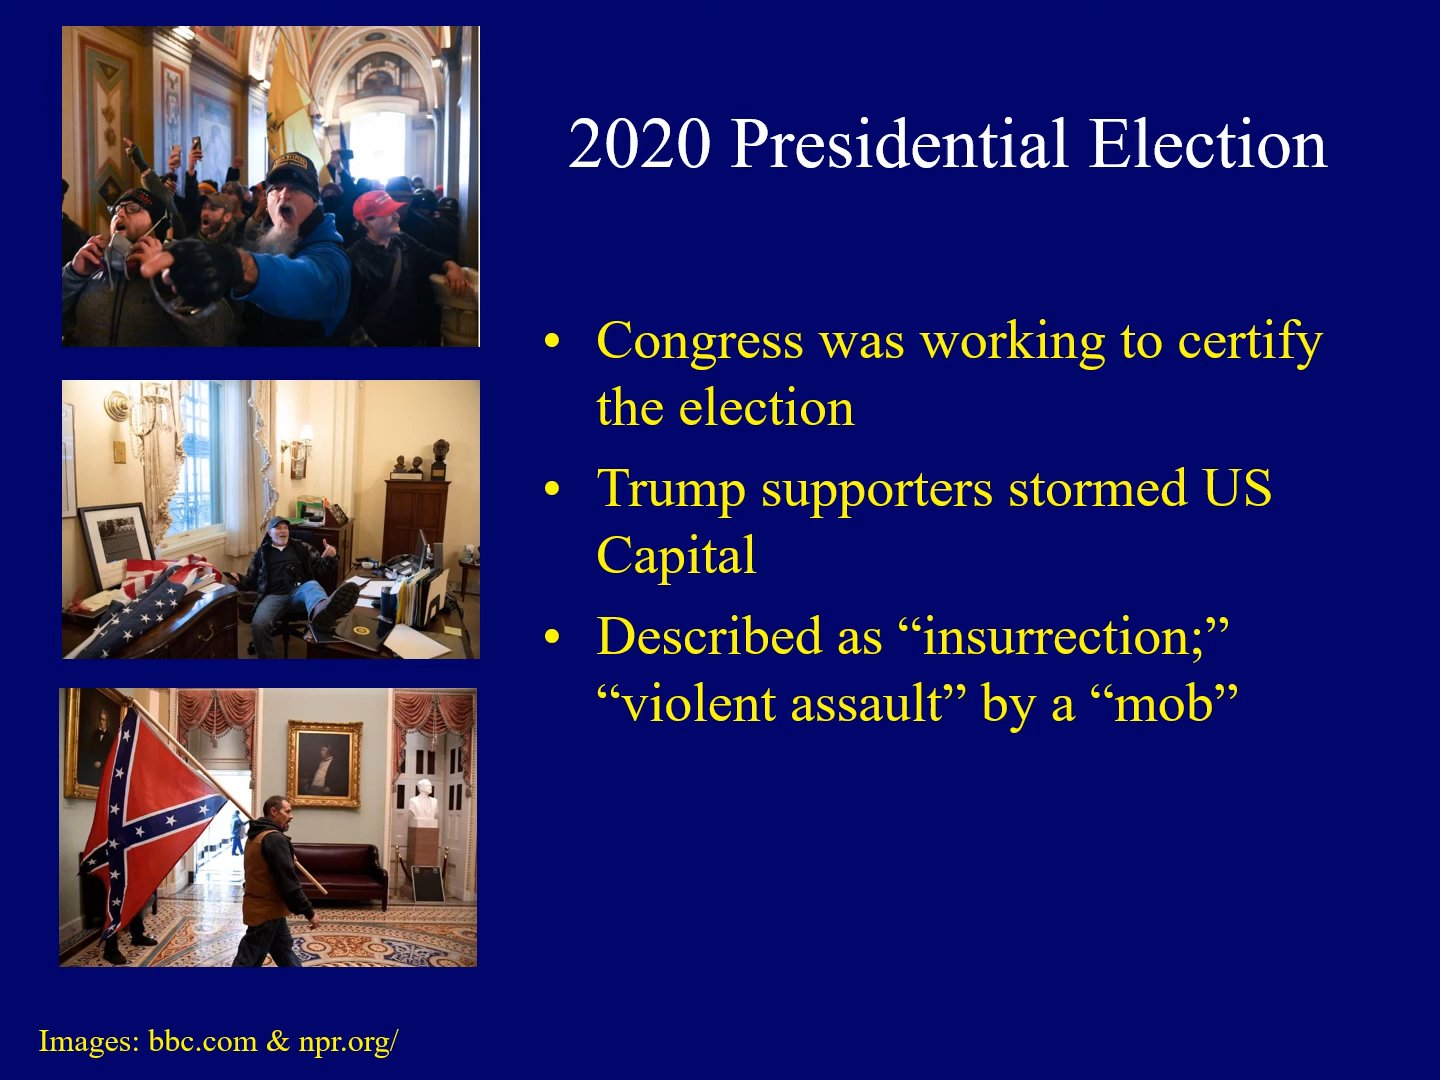 2020 Presidential Election
• Congress was working to certify
the election
• Trump supporters stormed US
Capital
• Described as “insurrection;”
“violent assault” by a “mob”
Images: bbc.com & npr.org/